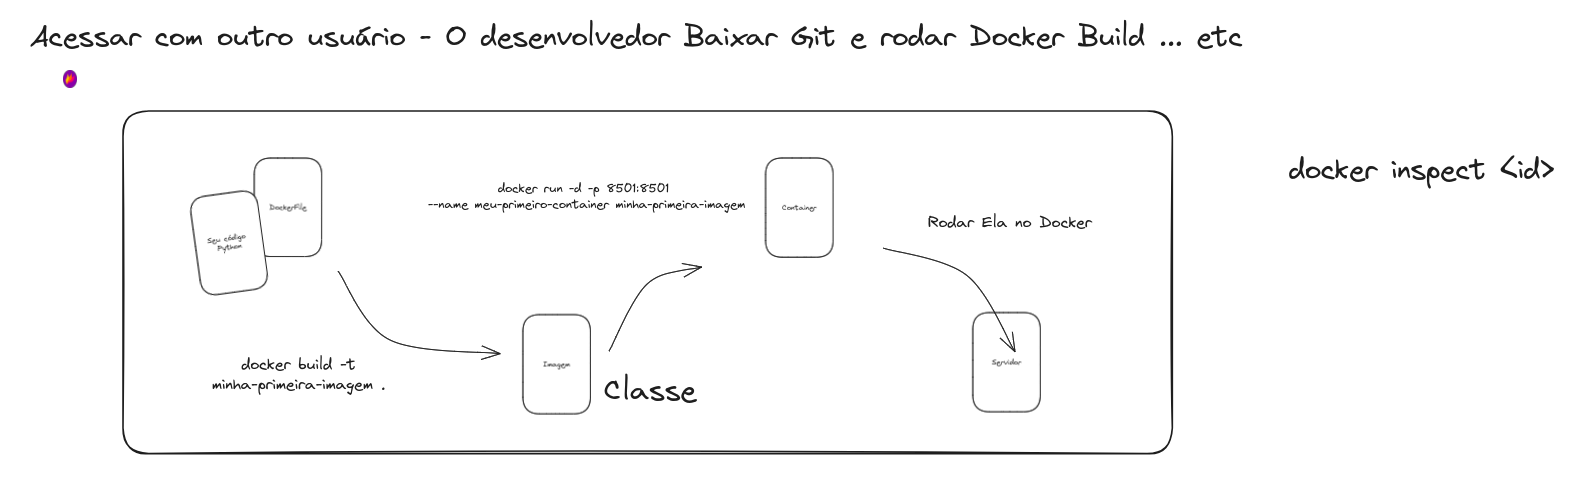 Acessar com outro usuário - O desenvolvedor Baixar Git e rodar Docker Build ... etc
docker inspect <id>
docker run -d -p 8501:8501
--name meu-primeiro-container minha-primeira-imagem
DockerFile
Seu código
Python
Container
Rodar Ela no Docker
docker build -t
minha-primeira-imagem .
Imagem
Classe
Servidor